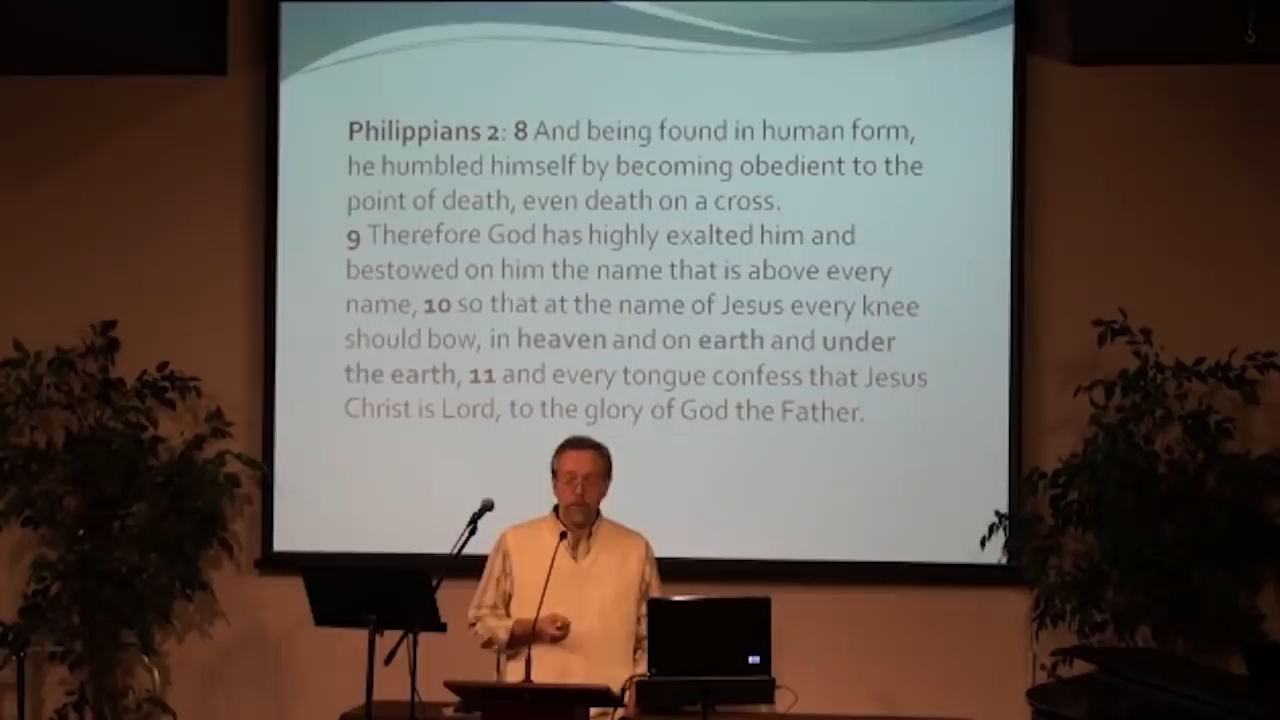 Philippians 2: 8 And being found in human form,
he humbled himself by becoming obedient to the
point of death, even death on a cross.
9 Therefore God has highly exalted him and
bestowed on him the name that is above every
name, 10 so that at the name of Jesus every knee
should bow, in heaven and on earth and under
the earth, 11 and every tongue confess that Jesus
Christ is Lord, to the glory of God the Father.